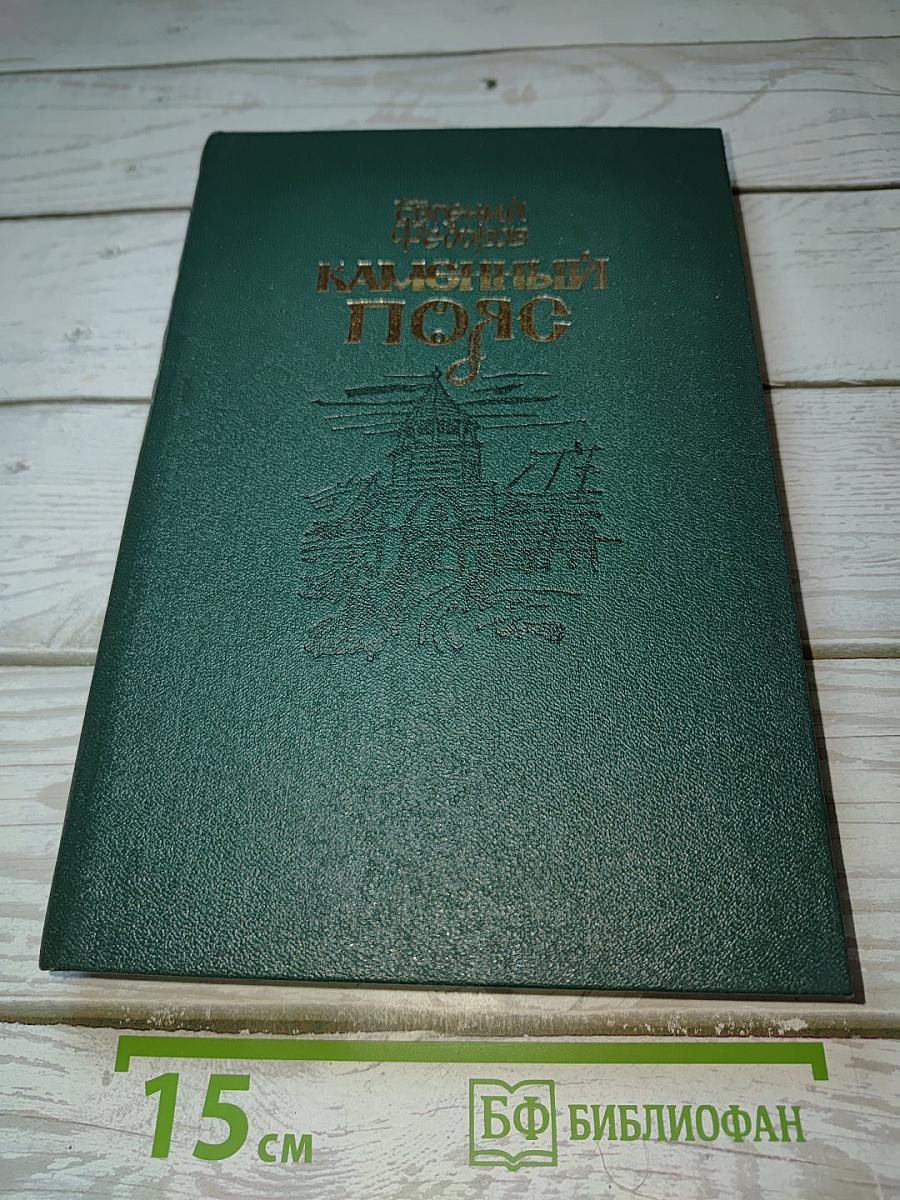 Евгений
Федоров
КАМЕННЫЙ
ПОЯС
15 см
БФ БИБЛИОФАН